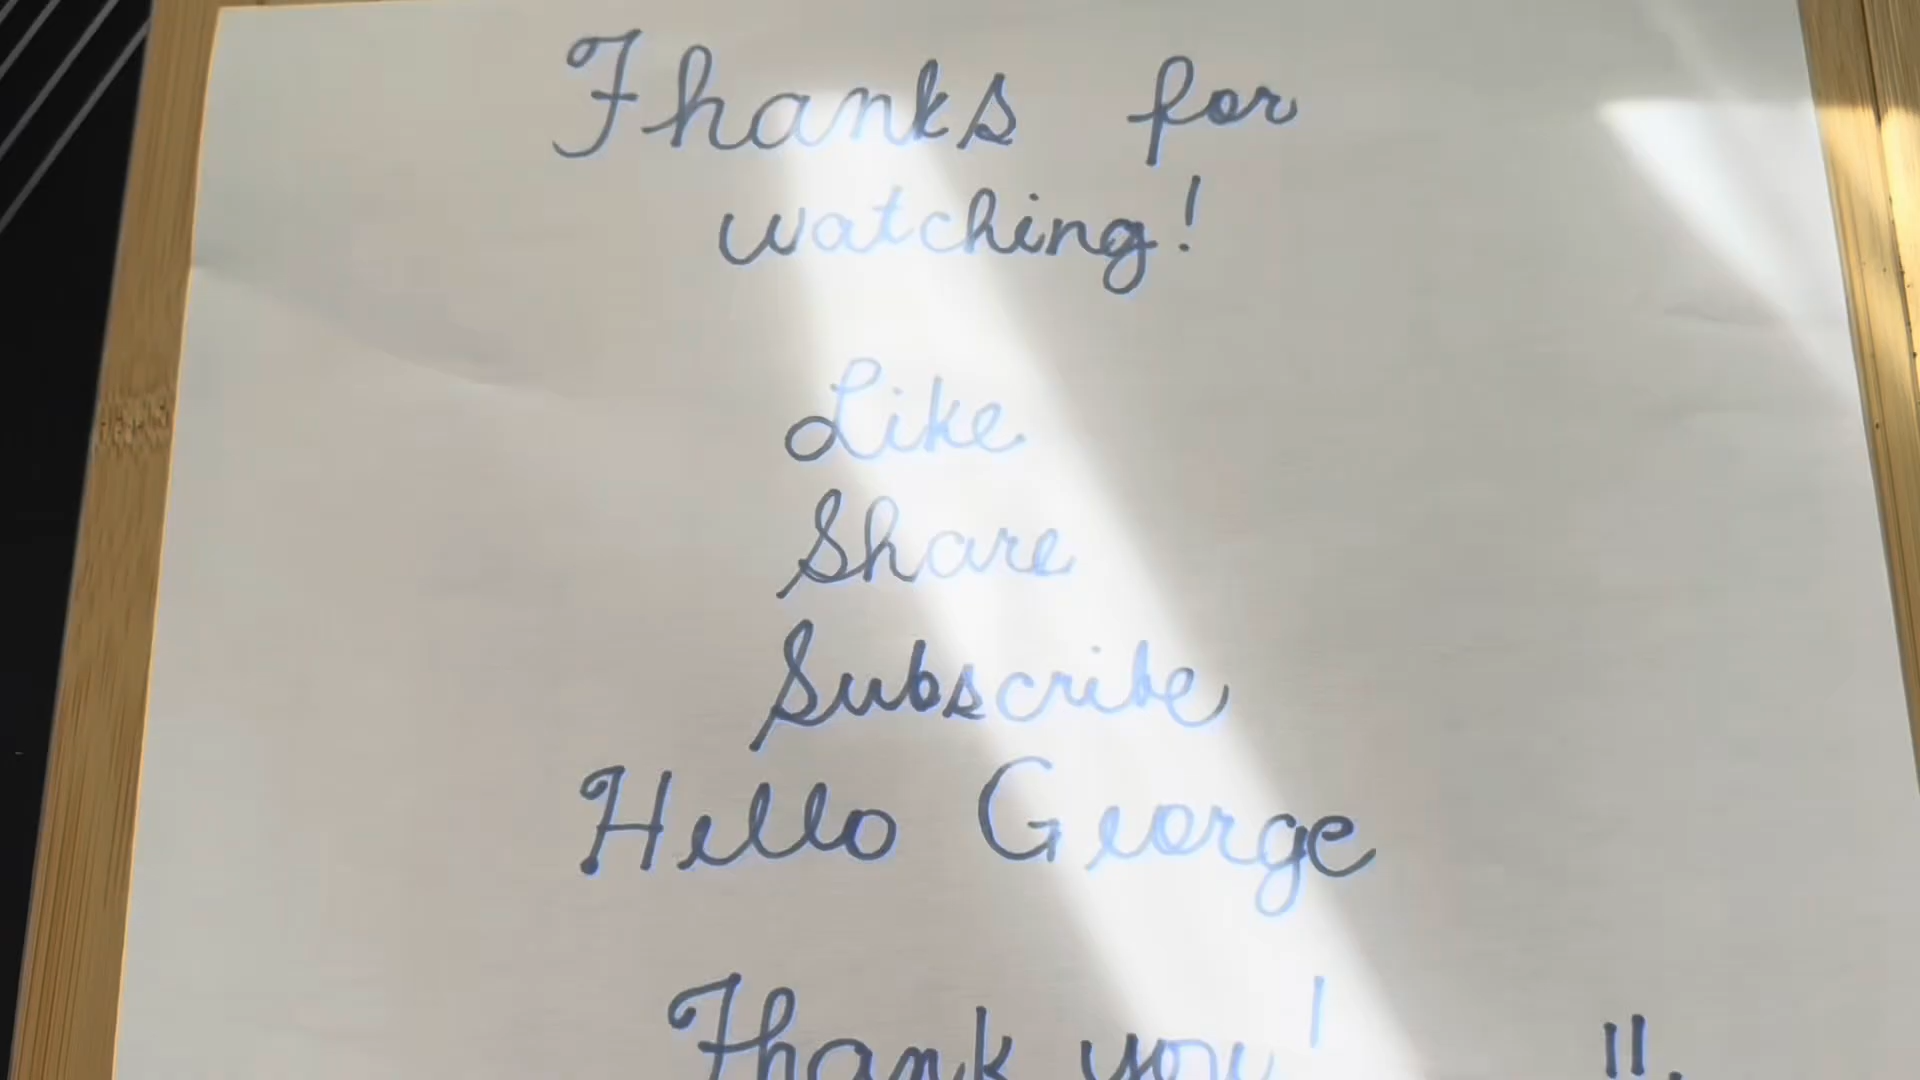 Thanks for
watching!
Like
Share
Subscribe
Hello George
Thank you!